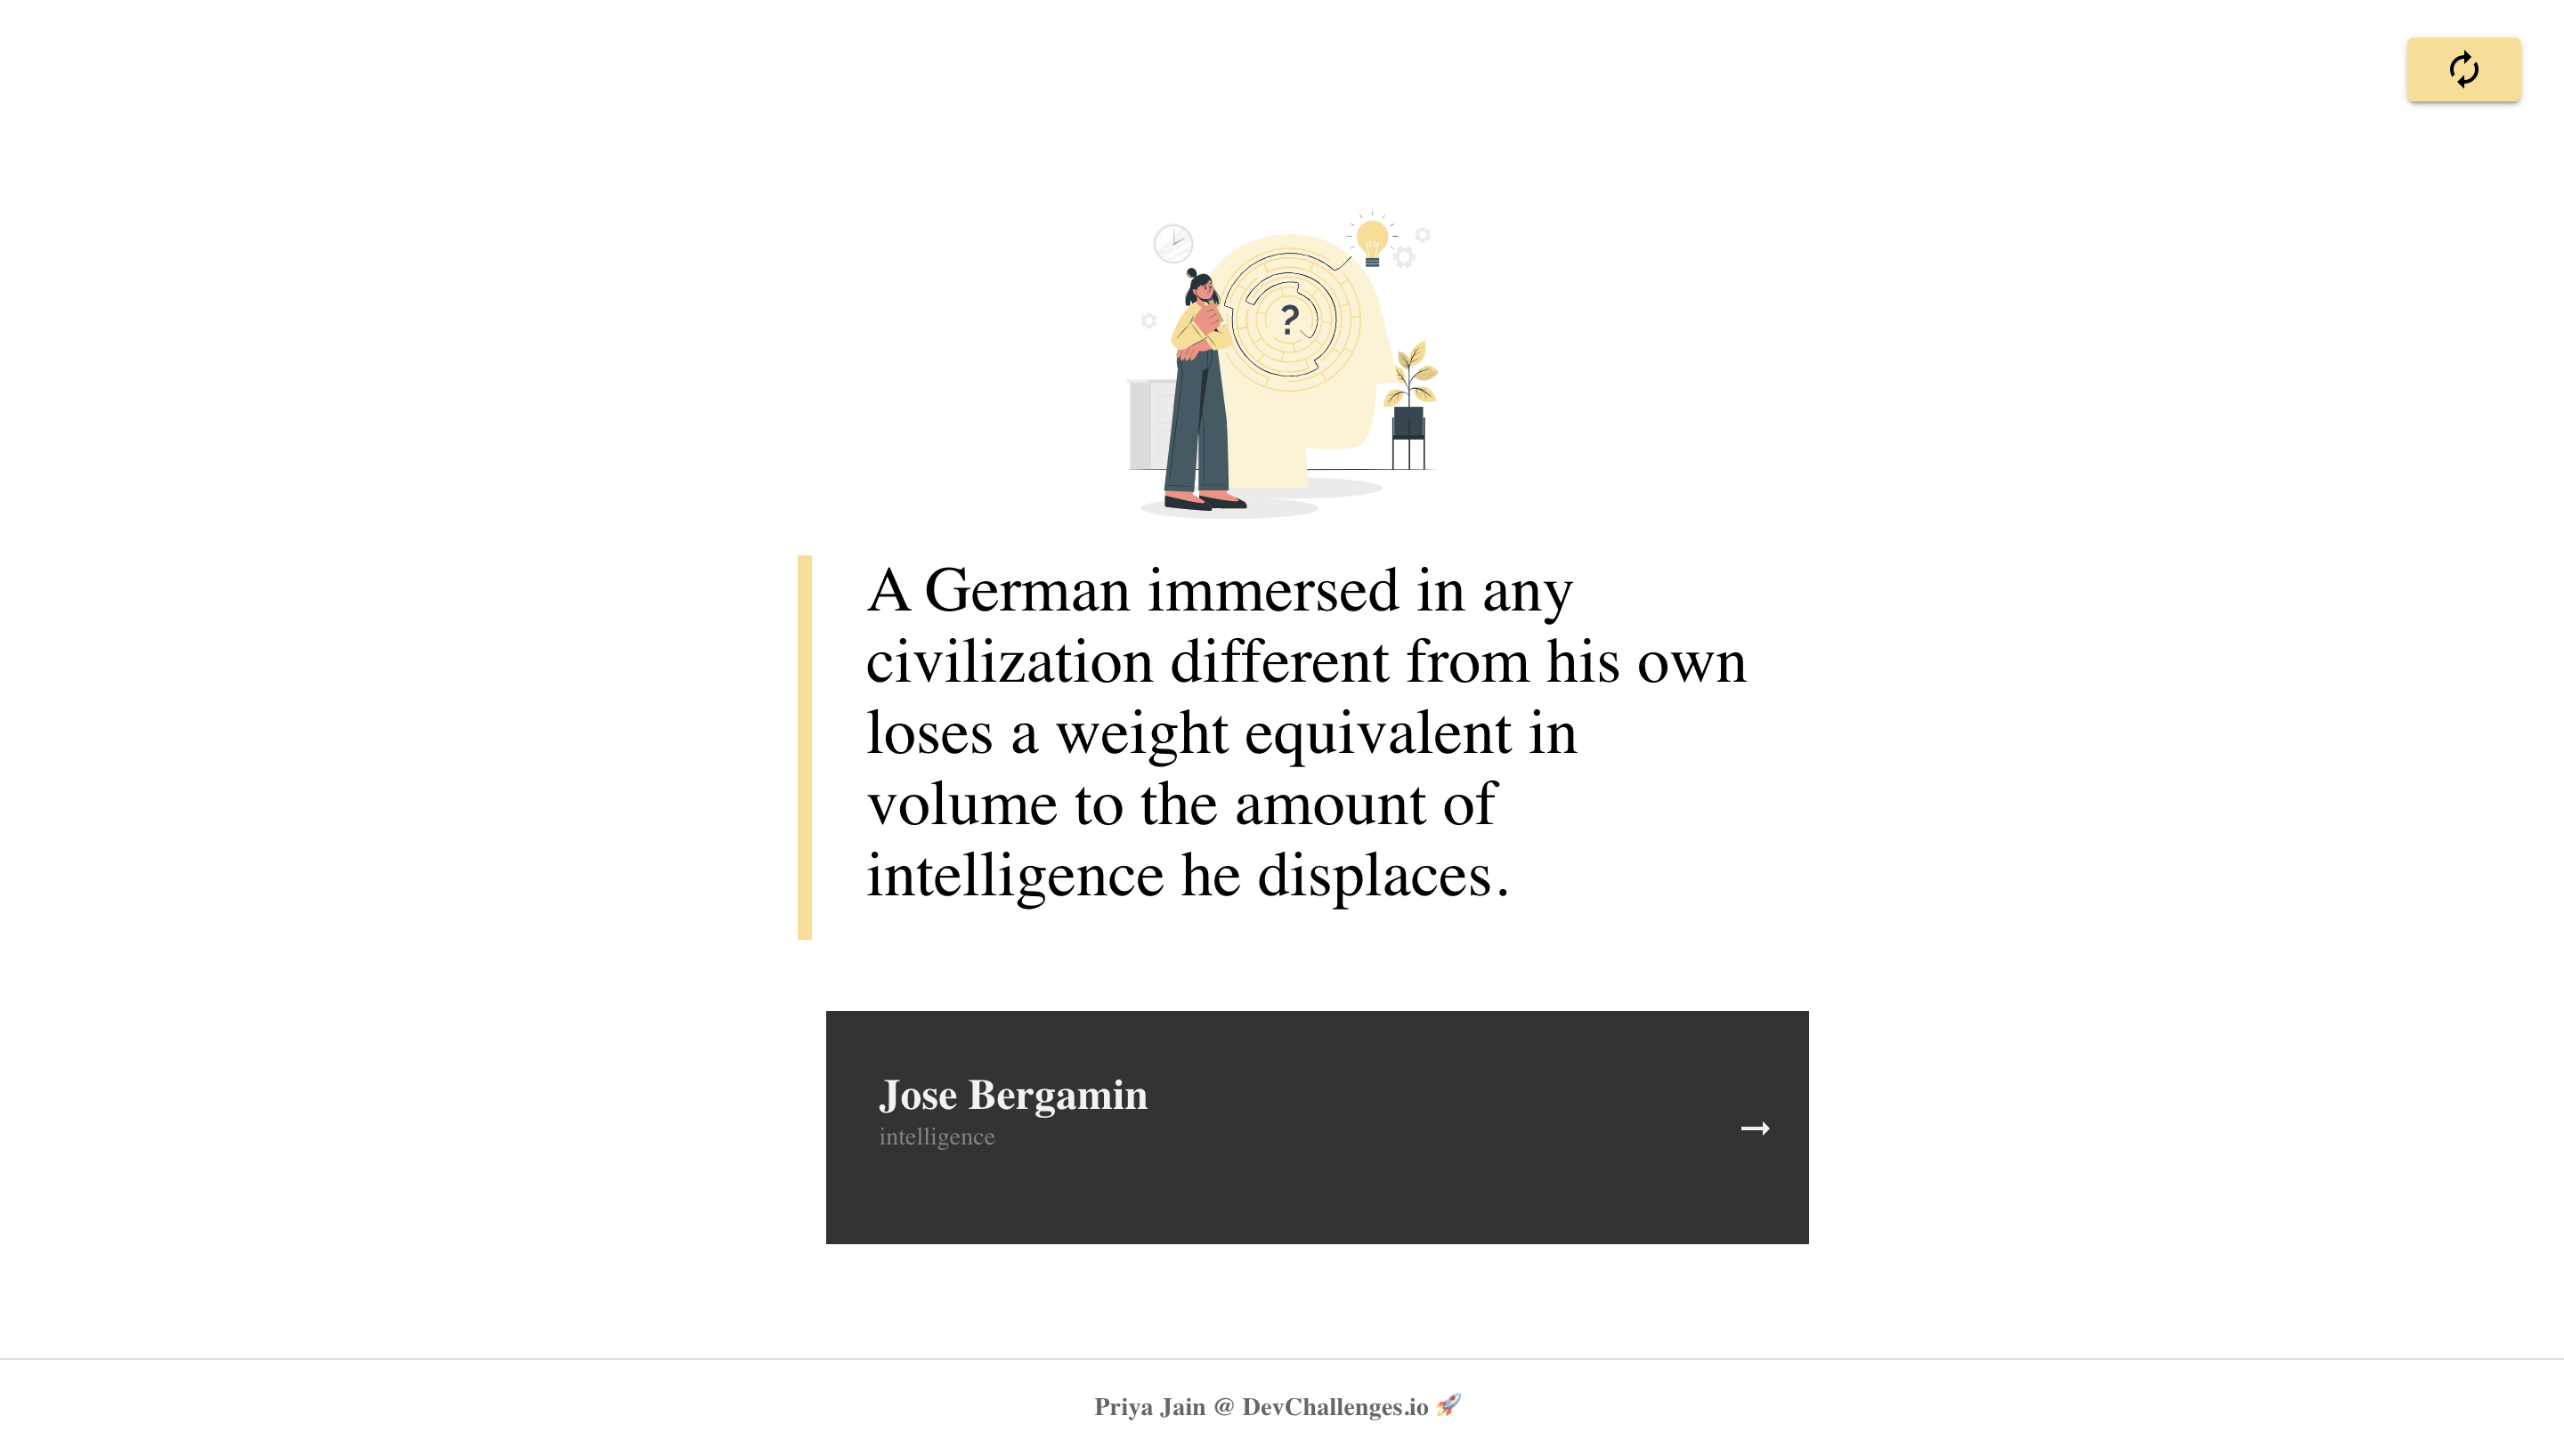 ?
A German immersed in any
civilization different from his own
loses a weight equivalent in
volume to the amount of
intelligence he displaces.
Jose Bergamin
intelligence
Priya Jain @ DevChallenges.io 🚀